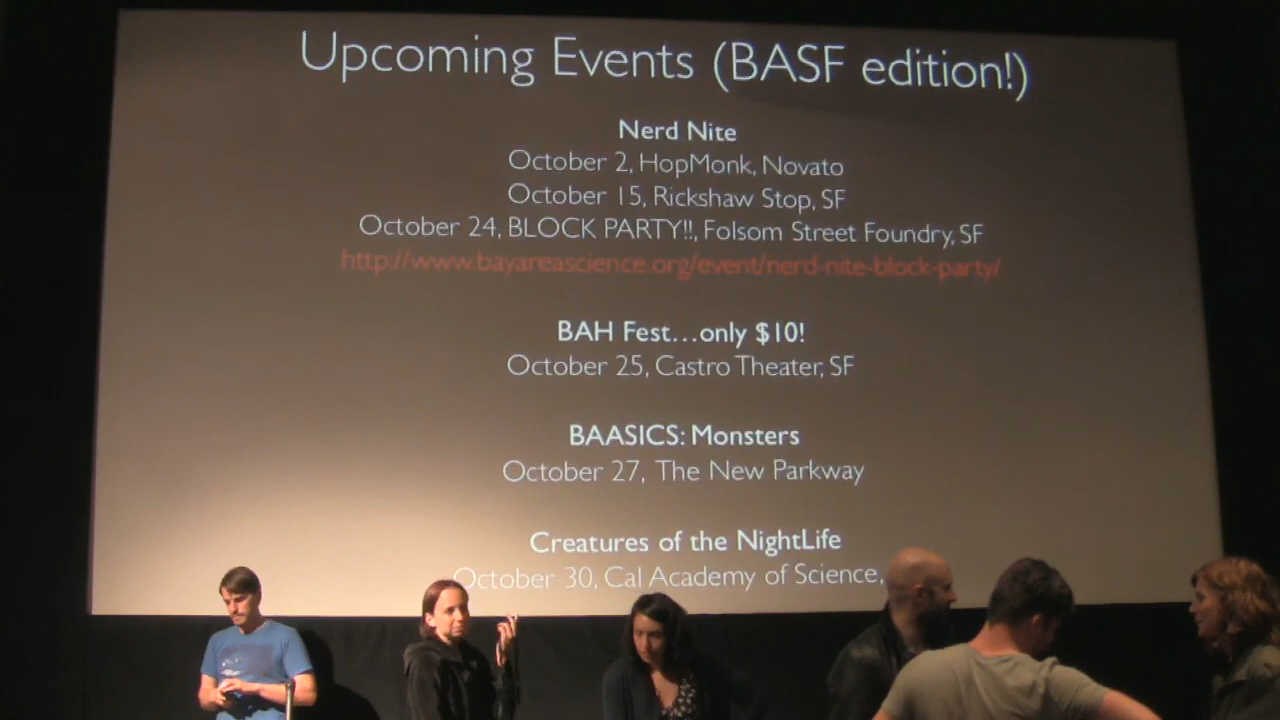 Upcoming Events (BASF edition!)
Nerd Nite
October 2, HopMonk, Novato
October 15, Rickshaw Stop, SF
October 24, BLOCK PARTY!!, Folsom Street Foundry, SF
http://www.bayareascience.org/event/nerd-nite-block-party/
BAH Fest...only $10!
October 25, Castro Theater, SF
BAASICS: Monsters
October 27, The New Parkway
Creatures of the NightLife
October 30, Cal Academy of Science,